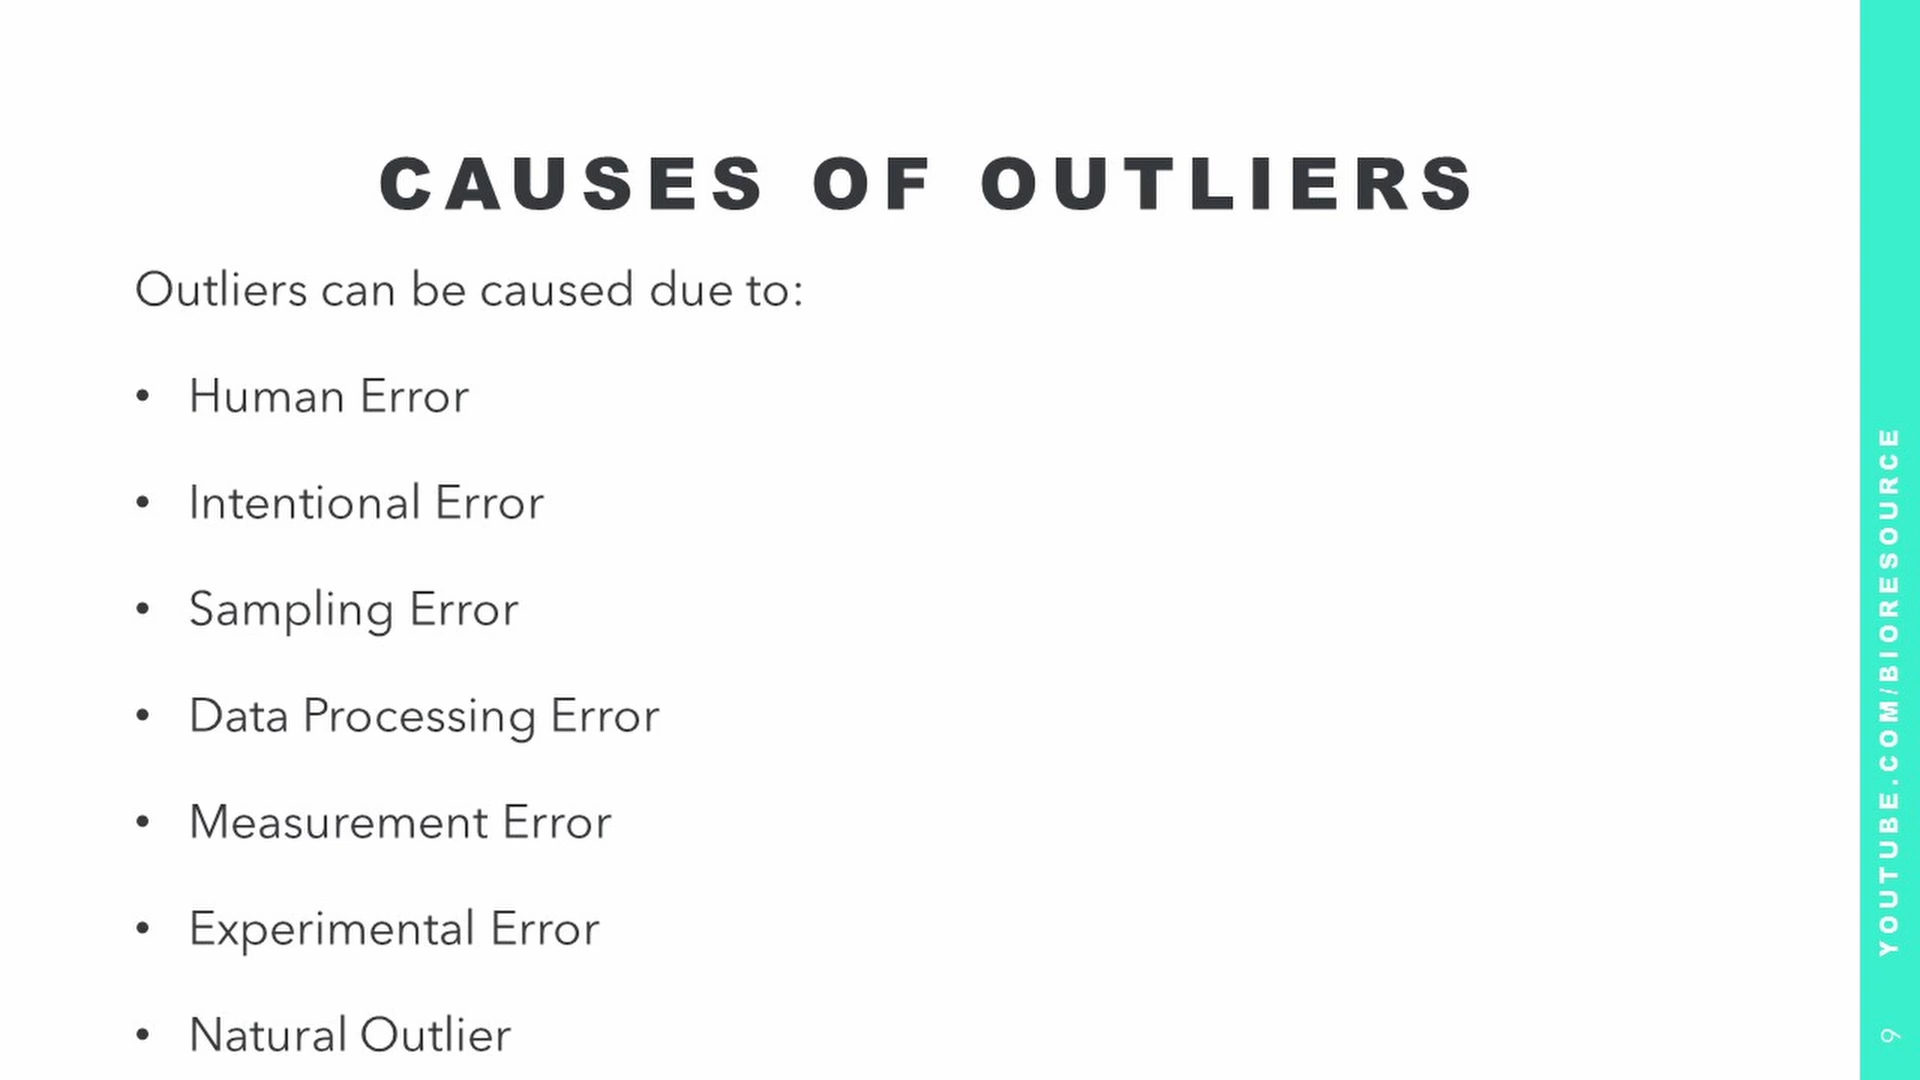 CAUSES OF OUTLIERS
Outliers can be caused due to:
• Human Error
• Intentional Error
• Sampling Error
• Data Processing Error
• Measurement Error
• Experimental Error
• Natural Outlier
YOUTUBE.COM/BIORESOURCE
9